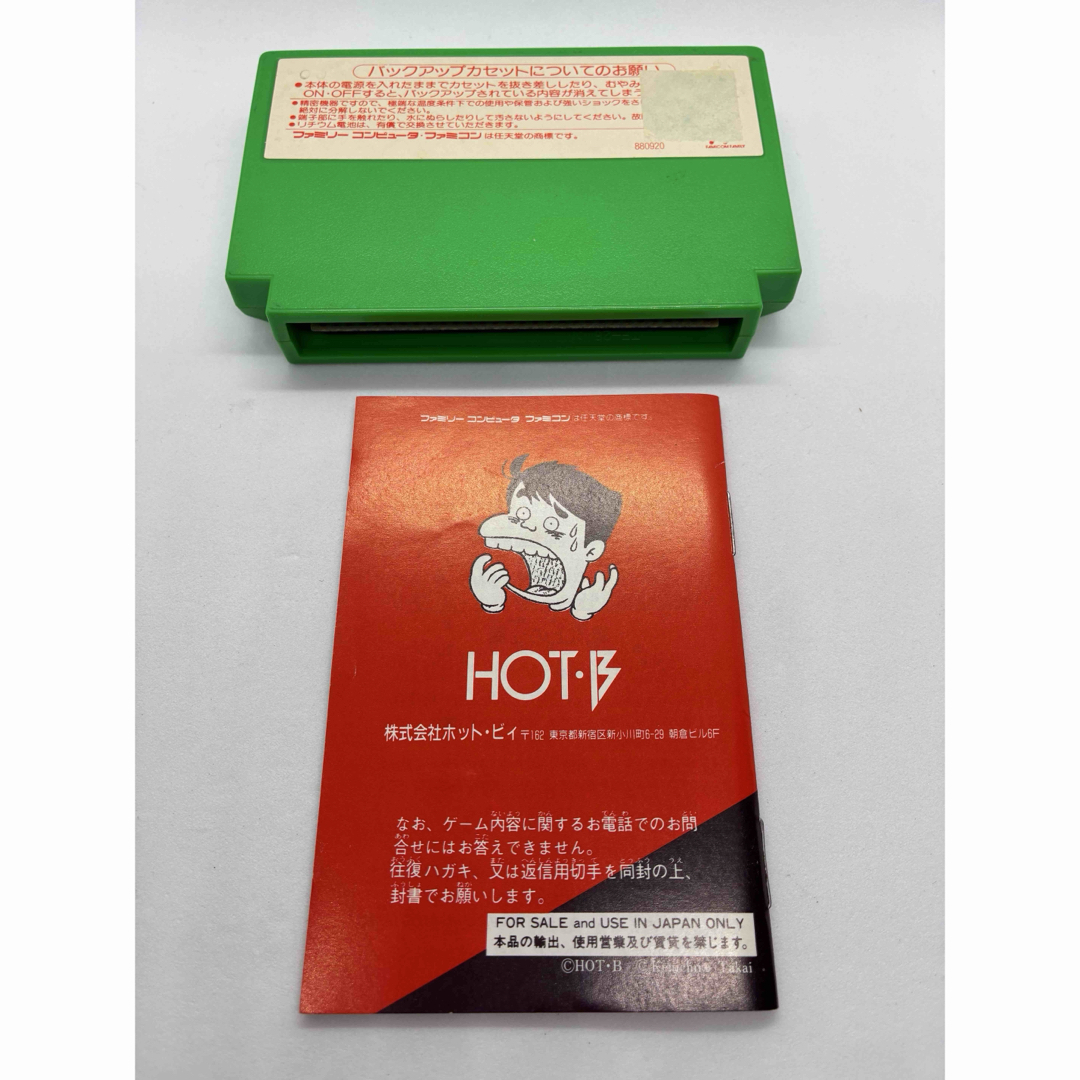 バックアップカセットについてのお願い
●本体の電源を入れたままでカセットを抜き差ししたり、むやみ
ON・OFFすると、バックアップされている内容が消えてしまう
●精密機器ですので、極端な温度条件下での使用や保管および強いショックをさ
絶対に分解しないでください。
●端子部に手を触れたり、水にぬらしたりして汚さないようにしてください。故
●リチウム電池は、有償で交換させていただきます。
ファミリーコンピュータ・ファミコンは任天堂の商標です。
880920
ファミリーコンピュータ ファミコンは任天堂の商標です。
HOT・B
株式会社ホット・ビィ 〒162 東京都新宿区新小川町6-29 朝倉ビル6F
なお、ゲーム内容に関するお電話でのお問
合せにはお答えできません。
往復ハガキ、又は返信用切手を同封の上、
封書でお願いします。
FOR SALE and USE IN JAPAN ONLY
本品の輸出、使用営業及び賃貸を禁じます。
©HOT・B © Takai